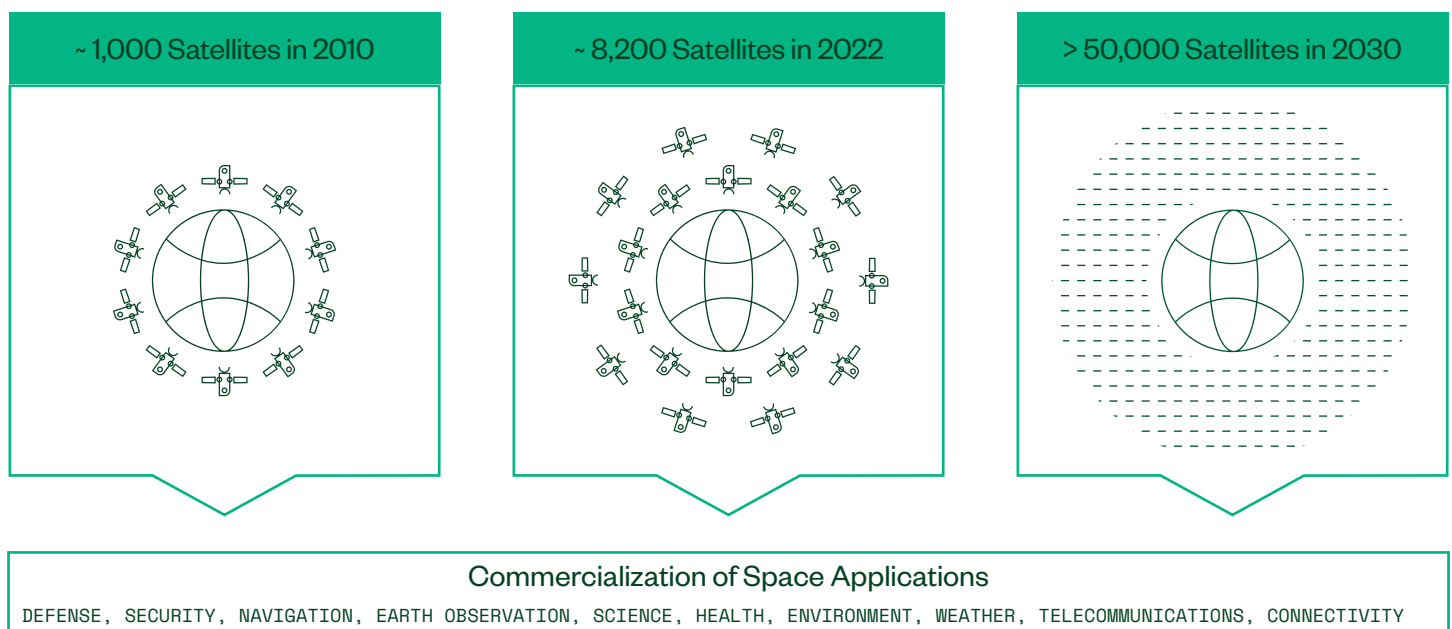 ~ 1,000 Satellites in 2010
~ 8,200 Satellites in 2022
> 50,000 Satellites in 2030
Commercialization of Space Applications
DEFENSE, SECURITY, NAVIGATION, EARTH OBSERVATION, SCIENCE, HEALTH, ENVIRONMENT, WEATHER, TELECOMMUNICATIONS, CONNECTIVITY